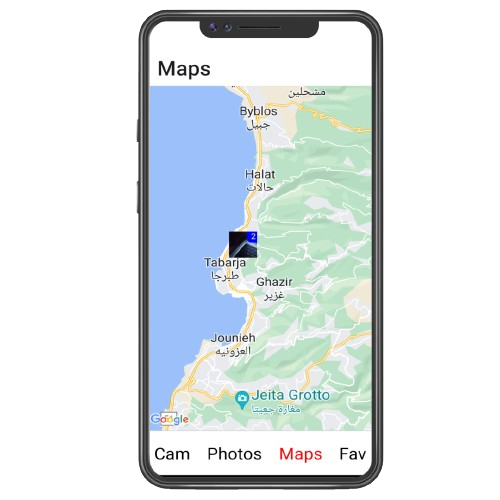 Maps
مشحلين
Byblos
جبيل
Halat
حالات
2
Tabarja
طبرجا
Ghazir
غزير
Jounieh
العزونيه
Jeita Grotto
مغارة جعيتا
Google
Cam Photos Maps Fav